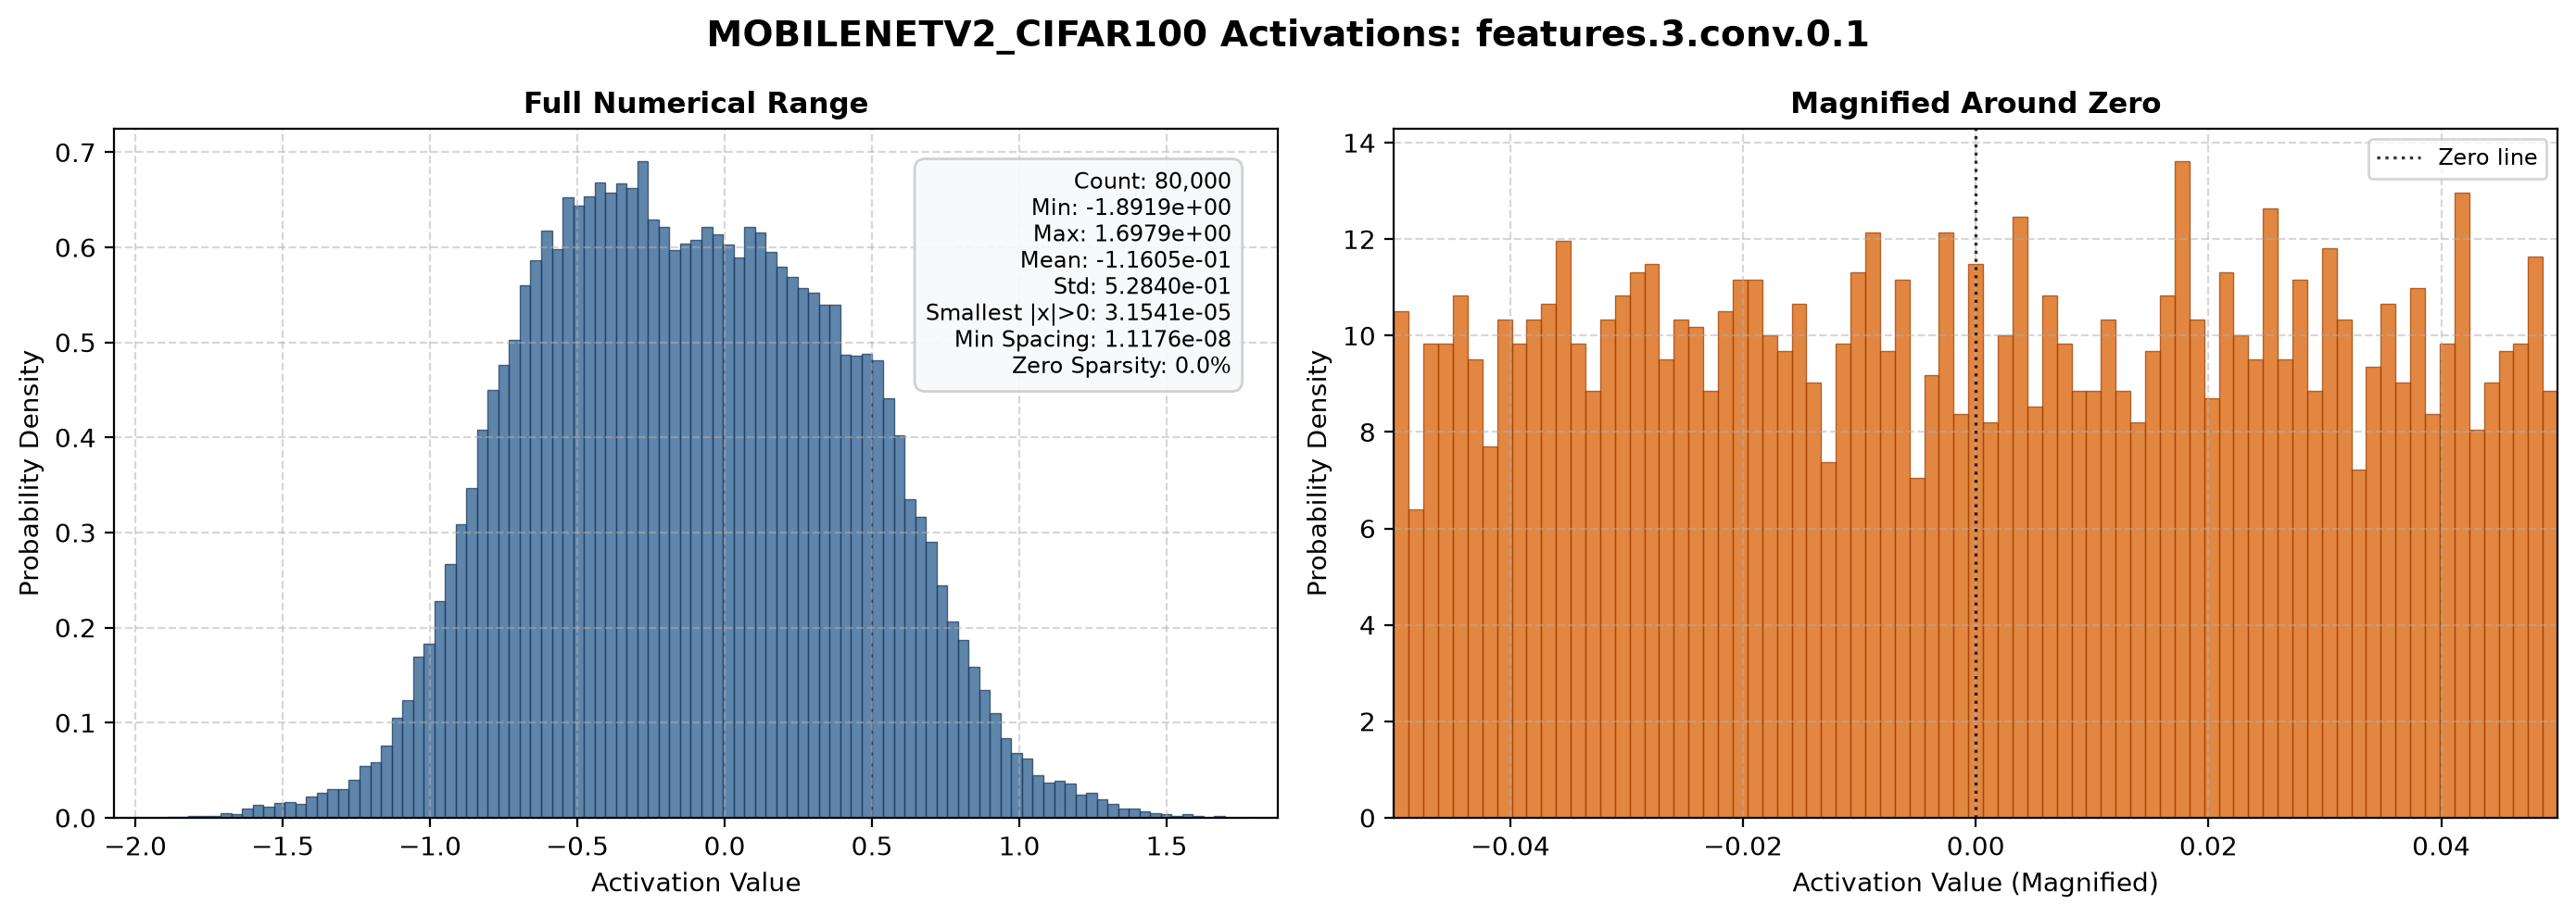 MOBILENETV2_CIFAR100 Activations: features.3.conv.0.1
Full Numerical Range
0.7
0.6
0.5
0.4
0.3
0.2
0.1
0.0
Probability Density
Count: 80,000
Min: -1.8919e+00
Max: 1.6979e+00
Mean: -1.1605e-01
Std: 5.2840e-01
Smallest |x|>0: 3.1541e-05
Min Spacing: 1.1176e-08
Zero Sparsity: 0.0%
−2.0 −1.5 −1.0 −0.5 0.0 0.5 1.0 1.5
Activation Value
Magnified Around Zero
14
12
10
8
6
4
2
0
Probability Density
Zero line
−0.04 −0.02 0.00 0.02 0.04
Activation Value (Magnified)